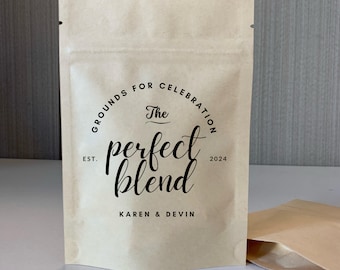 GROUNDS FOR CELEBRATION
The
perfect
EST. 2024
blend
KAREN & DEVIN